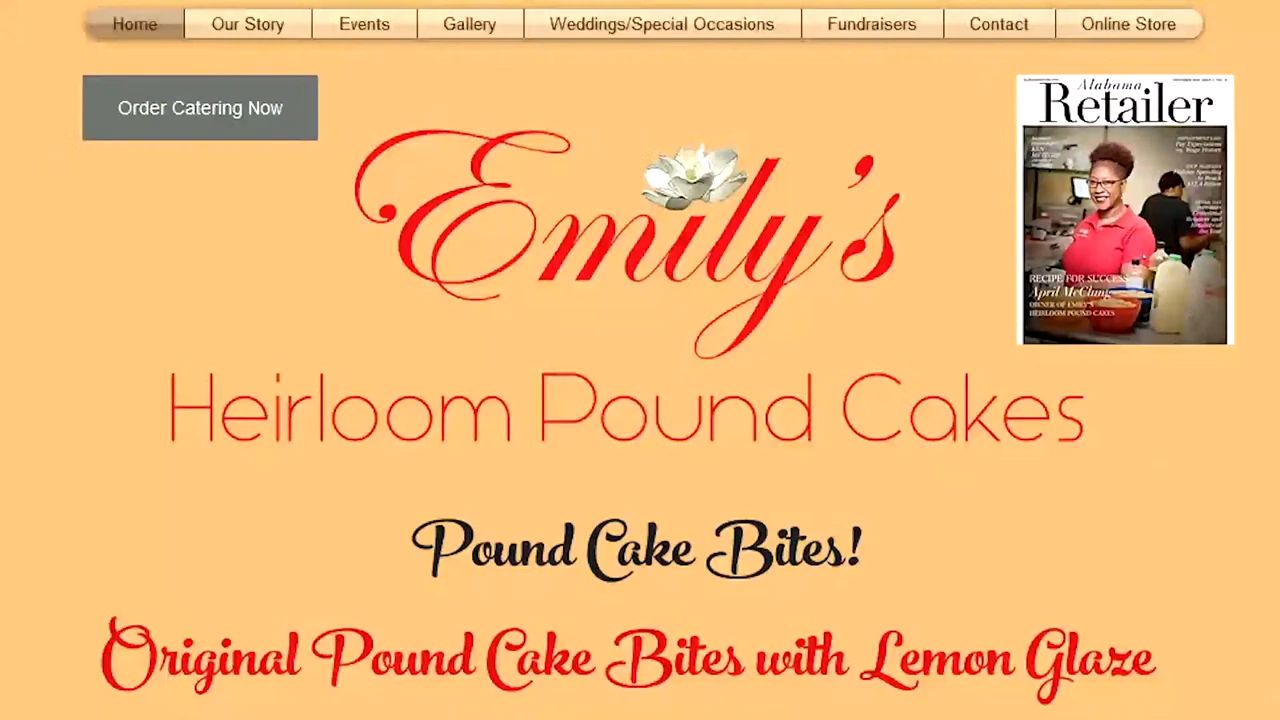 Home Our Story Events Gallery Weddings/Special Occasions Fundraisers Contact Online Store
Order Catering Now
Alabama
Retailer
RECIPE FOR SUCCESS
April McClung
OWNER OF EMILY'S
HEIRLOOM POUND CAKES
Emily's
Heirloom Pound Cakes
Pound Cake Bites!
Original Pound Cake Bites with Lemon Glaze